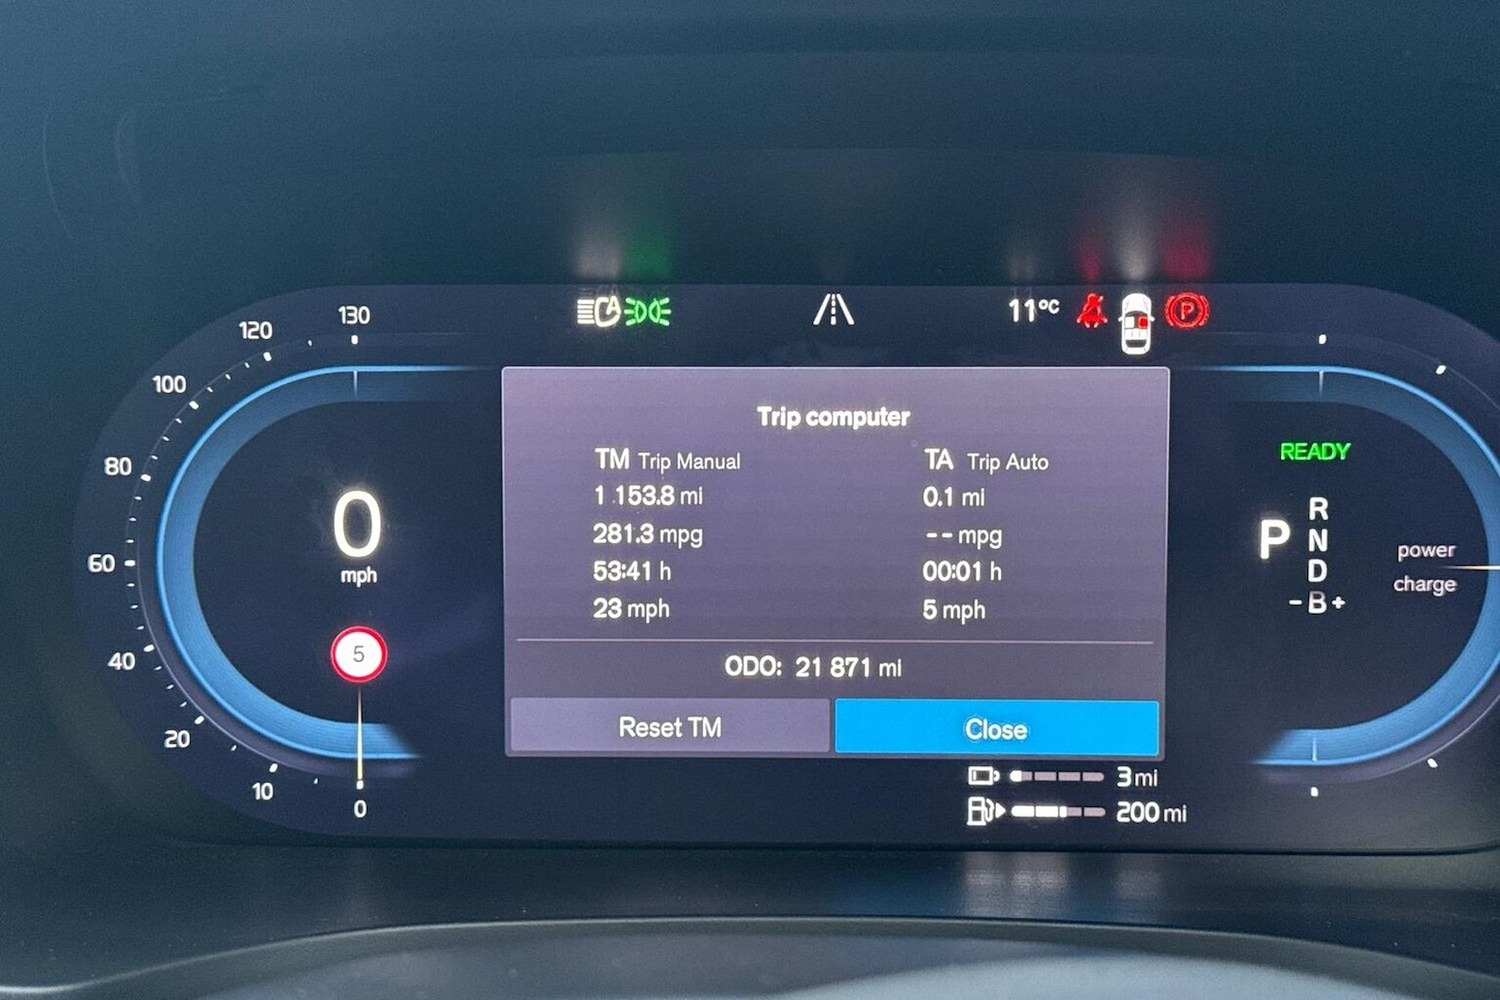 130
120
100
80
60
40
20
10
0
A
11°C
P
0
mph
5
Trip computer
TM Trip Manual
1 153.8 mi
281.3 mpg
53:41 h
23 mph
TA Trip Auto
0.1 mi
-- mpg
00:01 h
5 mph
ODO: 21 871 mi
Reset TM
Close
3 mi
200 mi
READY
P
R
N
D
-B+
power
charge